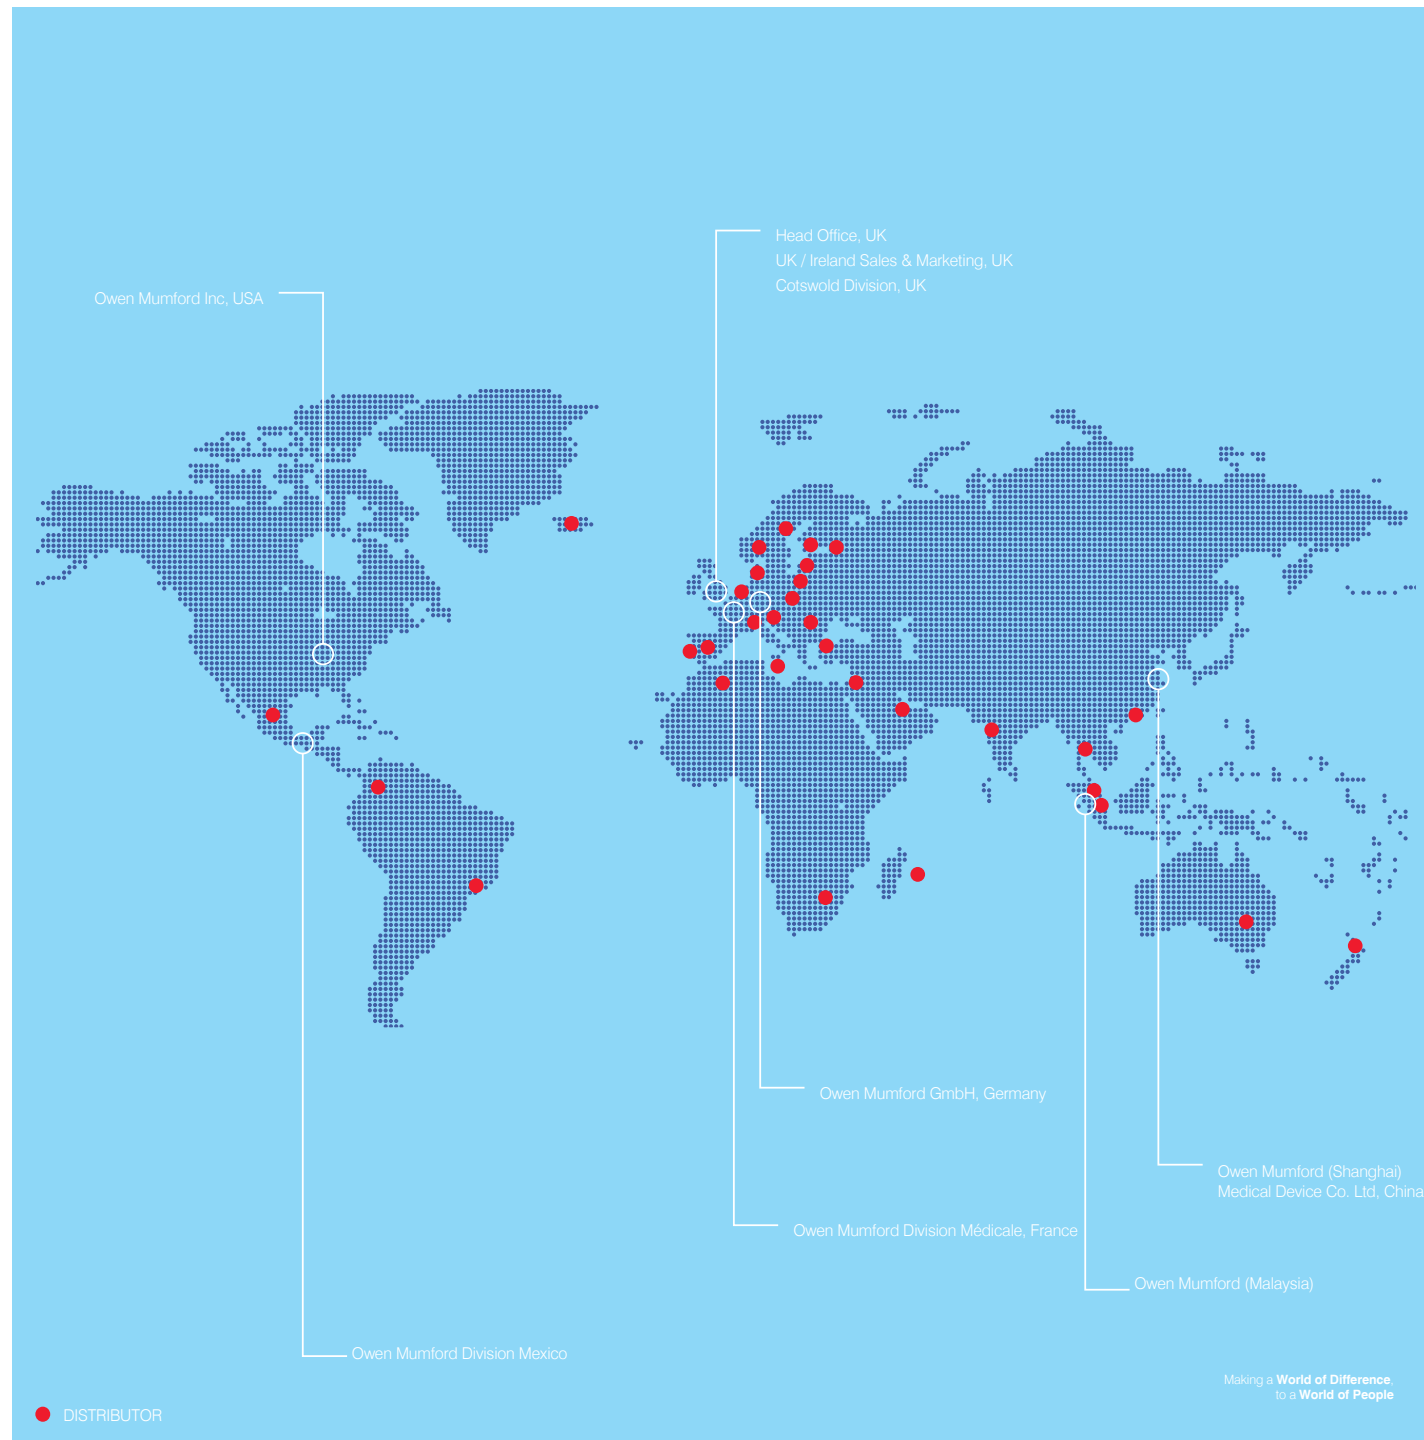 Head Office, UK
UK / Ireland Sales & Marketing, UK
Cotswold Division, UK
Owen Mumford Inc, USA
Owen Mumford GmbH, Germany
Owen Mumford (Shanghai)
Medical Device Co. Ltd, China
Owen Mumford Division Médicale, France
Owen Mumford (Malaysia)
Owen Mumford Division Mexico
Making a World of Difference,
to a World of People
DISTRIBUTOR